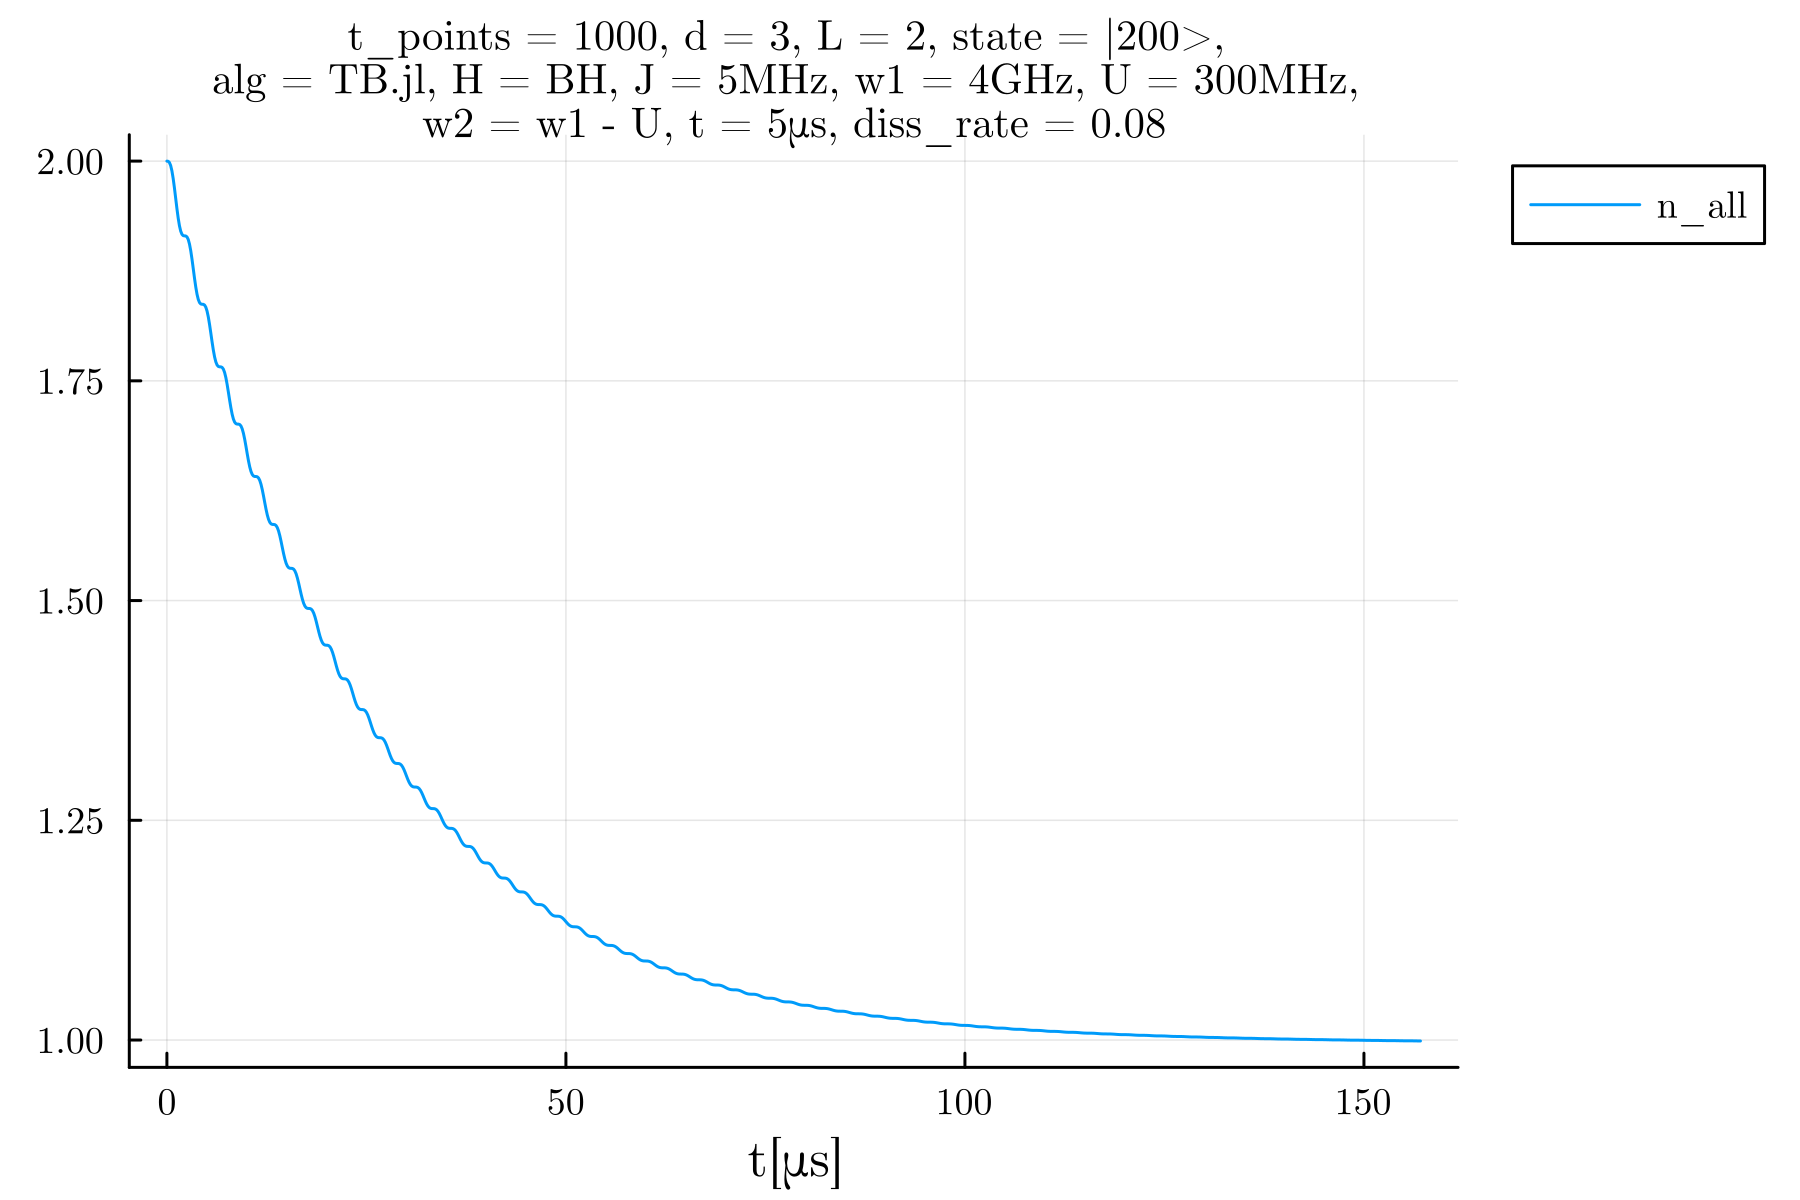 t_points = 1000, d = 3, L = 2, state = |200>,
alg = TB.jl, H = BH, J = 5MHz, w1 = 4GHz, U = 300MHz,
w2 = w1 - U, t = 5μs, diss_rate = 0.08
2.00
n_all
1.75
1.50
1.25
1.00
0 50 100 150
t[μs]